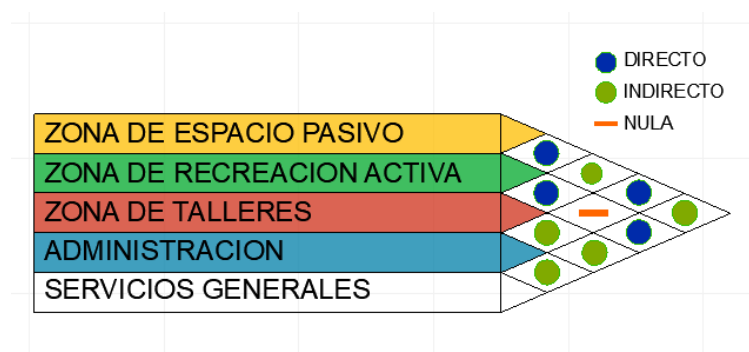 DIRECTO
INDIRECTO
NULA
ZONA DE ESPACIO PASIVO
ZONA DE RECREACION ACTIVA
ZONA DE TALLERES
ADMINISTRACION
SERVICIOS GENERALES